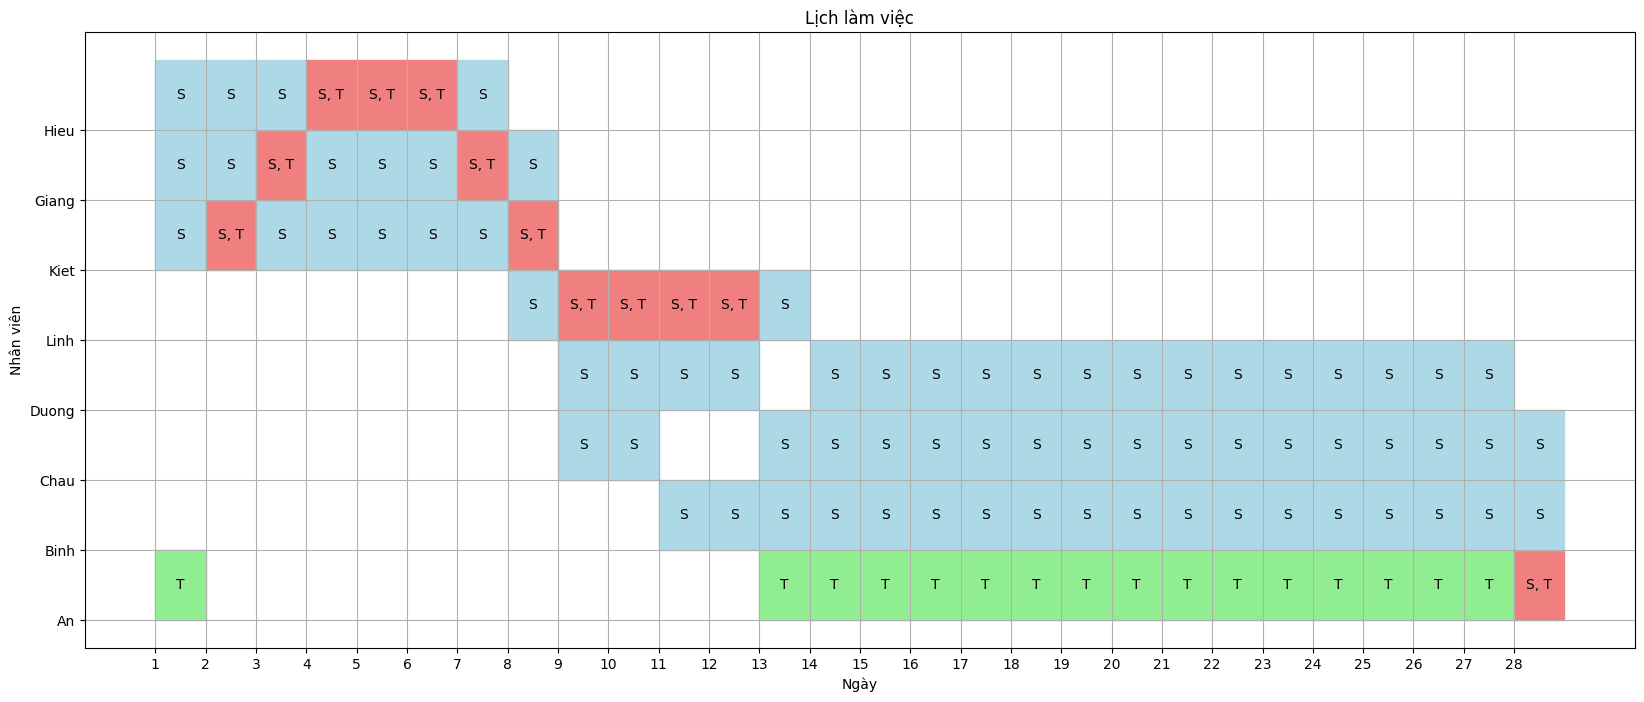 Lịch làm việc
S S S S, T S, T S, T S
Hieu
S S S, T S S S S, T S
Giang
S S, T S S S S S S, T
Kiet
S S, T S, T S, T S, T S
Linh
S S S S S S S S S S S S S S S S S S
Duong
S S S S S S S S S S S S S S S S S S
Chau
S S S S S S S S S S S S S S S S S S
Binh
T T T T T T T T T T T T T T T T S, T
An
1 2 3 4 5 6 7 8 9 10 11 12 13 14 15 16 17 18 19 20 21 22 23 24 25 26 27 28
Ngày
Nhân viên